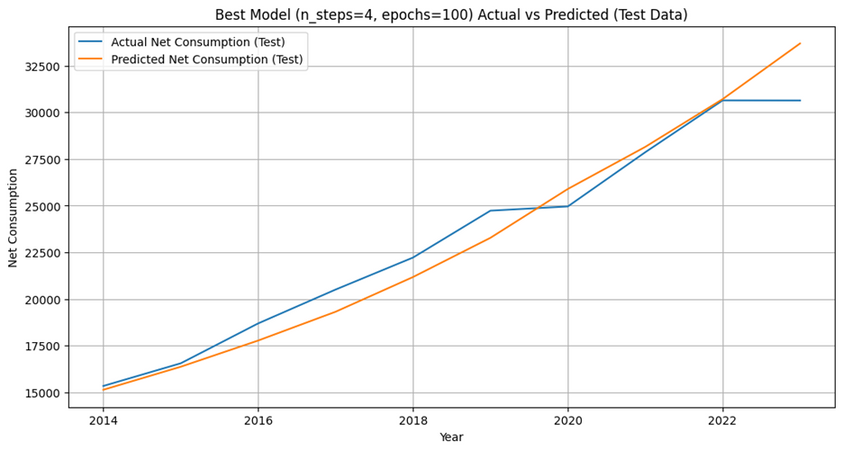 Best Model (n_steps=4, epochs=100) Actual vs Predicted (Test Data)
Actual Net Consumption (Test)
Predicted Net Consumption (Test)
Net Consumption
32500
30000
27500
25000
22500
20000
17500
15000
2014 2016 2018 2020 2022
Year